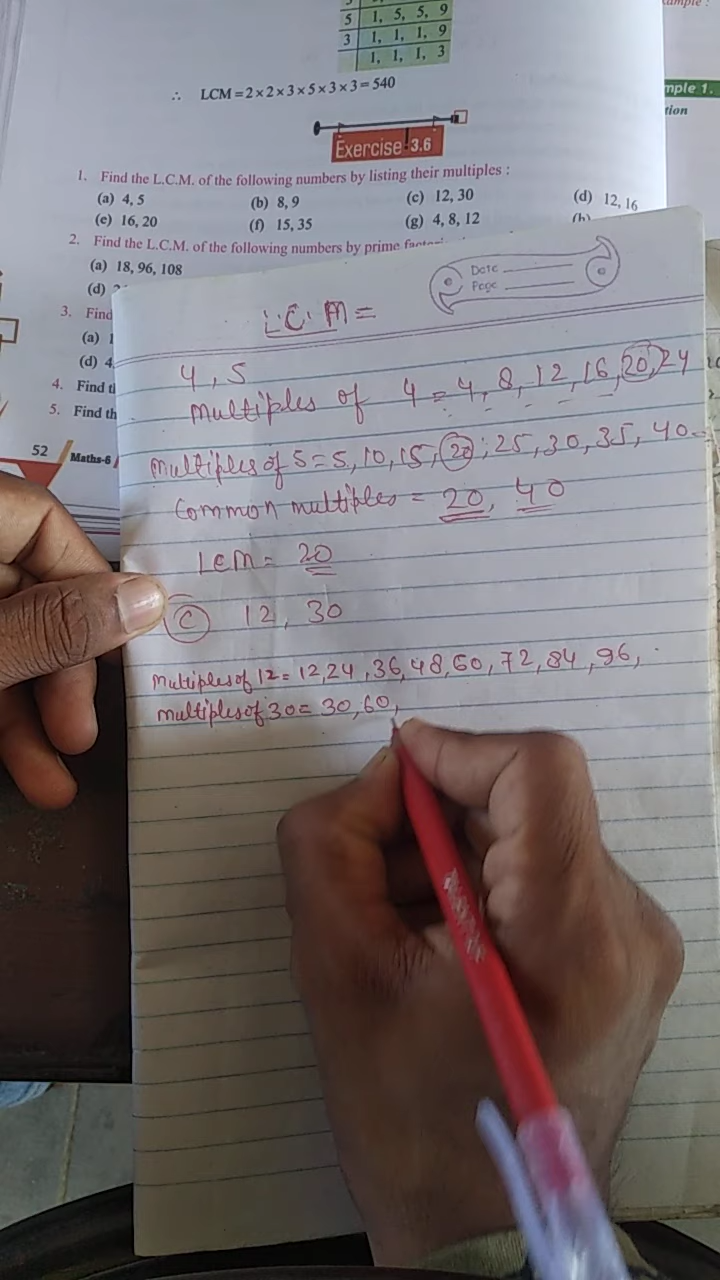 5 1, 5, 5, 9
3 1, 1, 1, 9
1, 1, 1, 3
∴ LCM = 2 × 2 × 3 × 5 × 3 × 3 = 540
mple 1.
tion
Exercise 3.6
1. Find the L.C.M. of the following numbers by listing their multiples :
(a) 4, 5 (b) 8, 9 (c) 12, 30 (d) 12, 16
(e) 16, 20 (f) 15, 35 (g) 4, 8, 12 (h)
2. Find the L.C.M. of the following numbers by prime
(a) 18, 96, 108
(d)
3. Find
(a) 1
(d) 4
4. Find
5. Find th
52 Maths-6
Date
Page
L.C.M =
4, 5
Multiples of 4 = 4, 8, 12, 16, 20, 24
Multiples of 5 = 5, 10, 15, 20, 25, 30, 35, 40
Common multiples = 20, 40
LCM = 20
C 12, 30
Multiples of 12 = 12, 24, 36, 48, 60, 72, 84, 96,
Multiples of 30 = 30, 60,